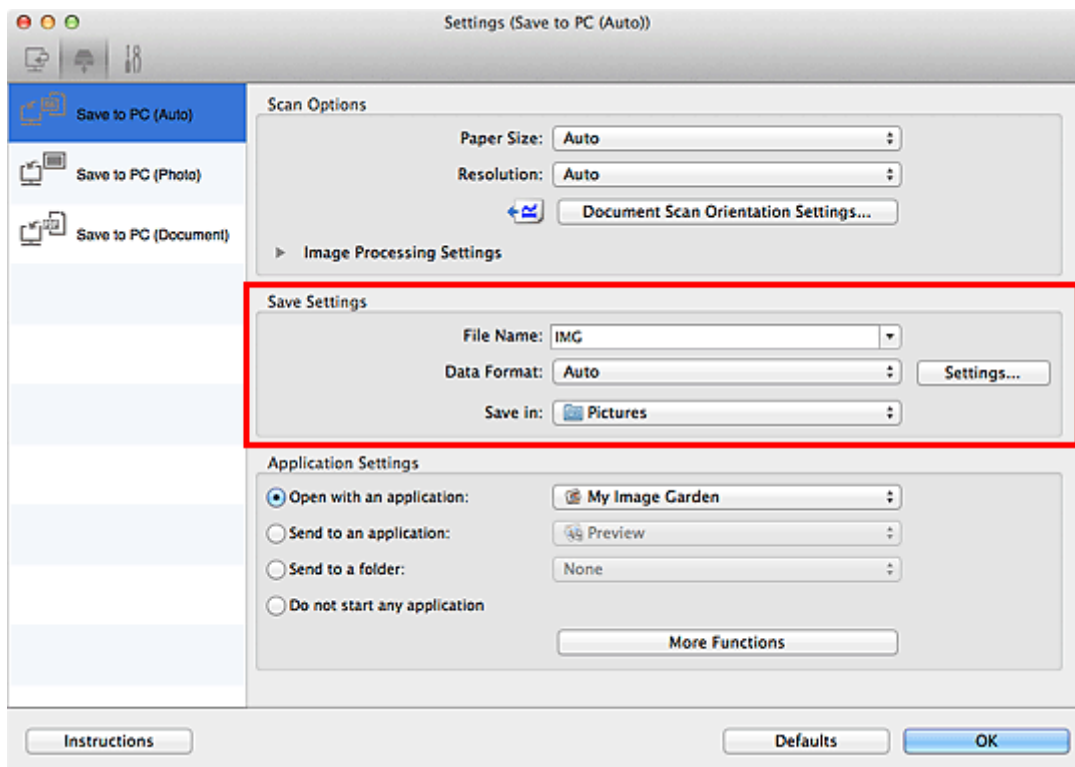 Settings (Save to PC (Auto))
Save to PC (Auto)
Save to PC (Photo)
Save to PC (Document)
Scan Options
Paper Size: Auto
Resolution: Auto
Document Scan Orientation Settings...
Image Processing Settings
Save Settings
File Name: IMG
Data Format: Auto Settings...
Save in: Pictures
Application Settings
Open with an application: My Image Garden
Send to an application: Preview
Send to a folder: None
Do not start any application
More Functions
Instructions Defaults OK